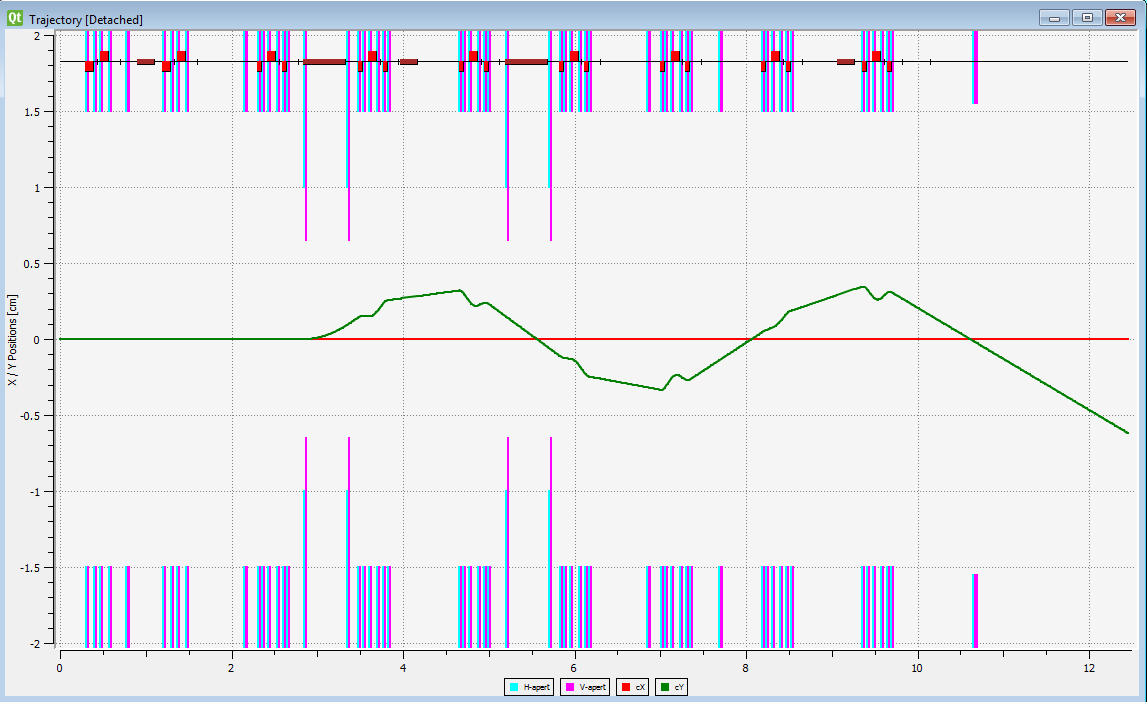 Qt Trajectory [Detached]
2
1.5
1
0.5
0
-0.5
-1
-1.5
-2
X / Y Positions [cm]
0 2 4 6 8 10 12
H-apert V-apert cX cY